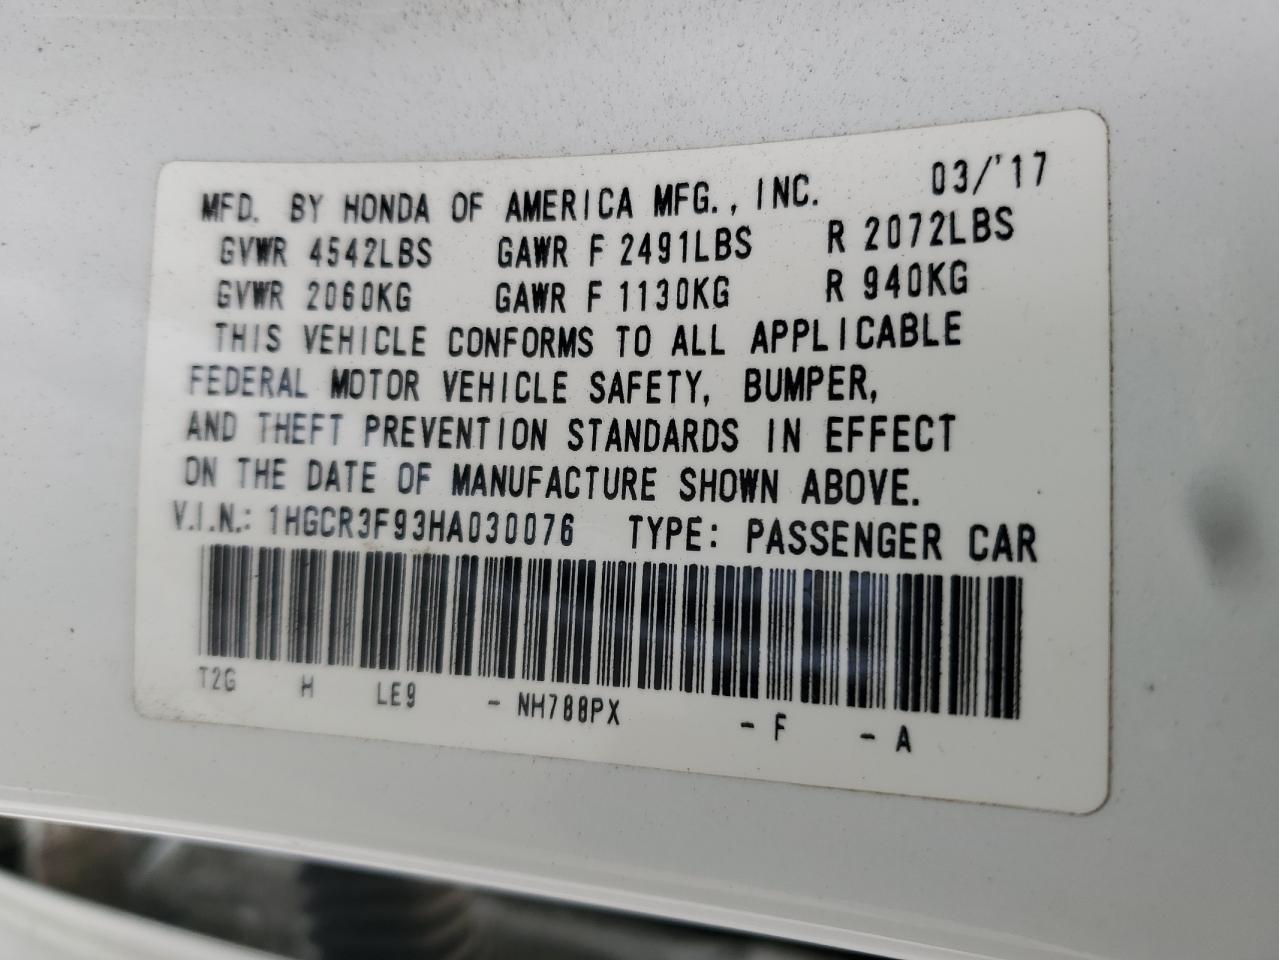 MFD. BY HONDA OF AMERICA MFG., INC. 03/'17
GVWR 4542LBS GAWR F 2491LBS R 2072LBS
GVWR 2060KG GAWR F 1130KG R 940KG
THIS VEHICLE CONFORMS TO ALL APPLICABLE
FEDERAL MOTOR VEHICLE SAFETY, BUMPER,
AND THEFT PREVENTION STANDARDS IN EFFECT
ON THE DATE OF MANUFACTURE SHOWN ABOVE.
V.I.N.: 1HGCR3F93HA030076 TYPE: PASSENGER CAR
T2G H LE9 - NH788PX - F - A